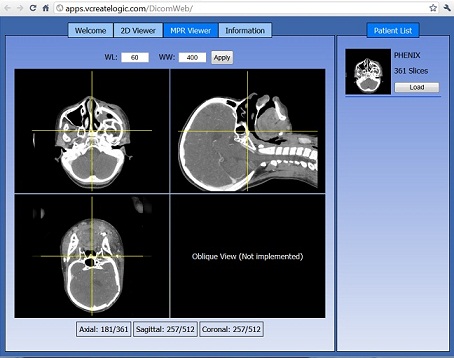 apps.vcreatelogic.com/DicomWeb/
Welcome
2D Viewer
MPR Viewer
Information
Patient List
WL: 60 WW: 400 Apply
PHENIX
361 Slices
Load
Oblique View (Not implemented)
Axial: 181/361 Sagittal: 257/512 Coronal: 257/512